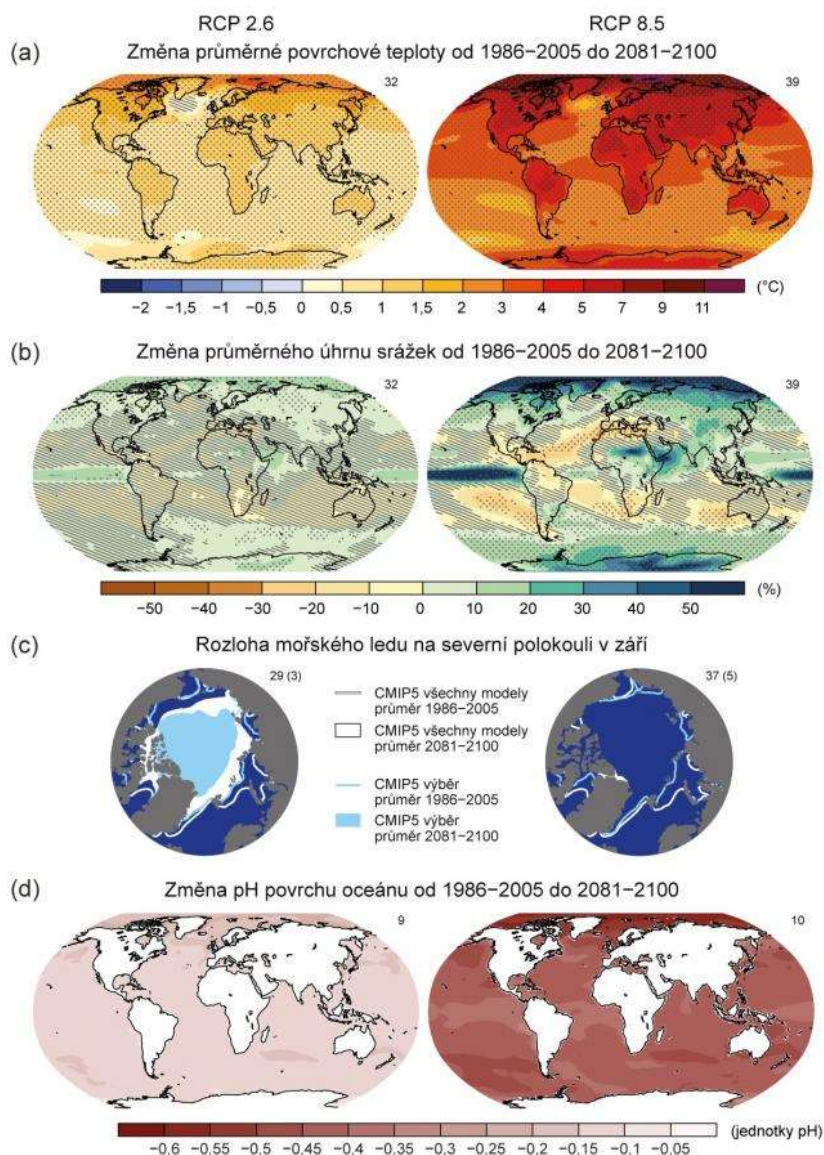 RCP 2.6 RCP 8.5
(a) Změna průměrné povrchové teploty od 1986−2005 do 2081−2100
32 39
−2 −1,5 −1 −0,5 0 0,5 1 1,5 2 3 4 5 7 9 11 (°C)
(b) Změna průměrného úhrnu srážek od 1986−2005 do 2081−2100
32 39
−50 −40 −30 −20 −10 0 10 20 30 40 50 (%)
(c) Rozloha mořského ledu na severní polokouli v září
29 (3) 37 (5)
CMIP5 všechny modely
průměr 1986−2005
CMIP5 všechny modely
průměr 2081−2100
CMIP5 výběr
průměr 1986−2005
CMIP5 výběr
průměr 2081−2100
(d) Změna pH povrchu oceánu od 1986−2005 do 2081−2100
9 10
(jednotky pH)
−0,6 −0,55 −0,5 −0,45 −0,4 −0,35 −0,3 −0,25 −0,2 −0,15 −0,1 −0,05